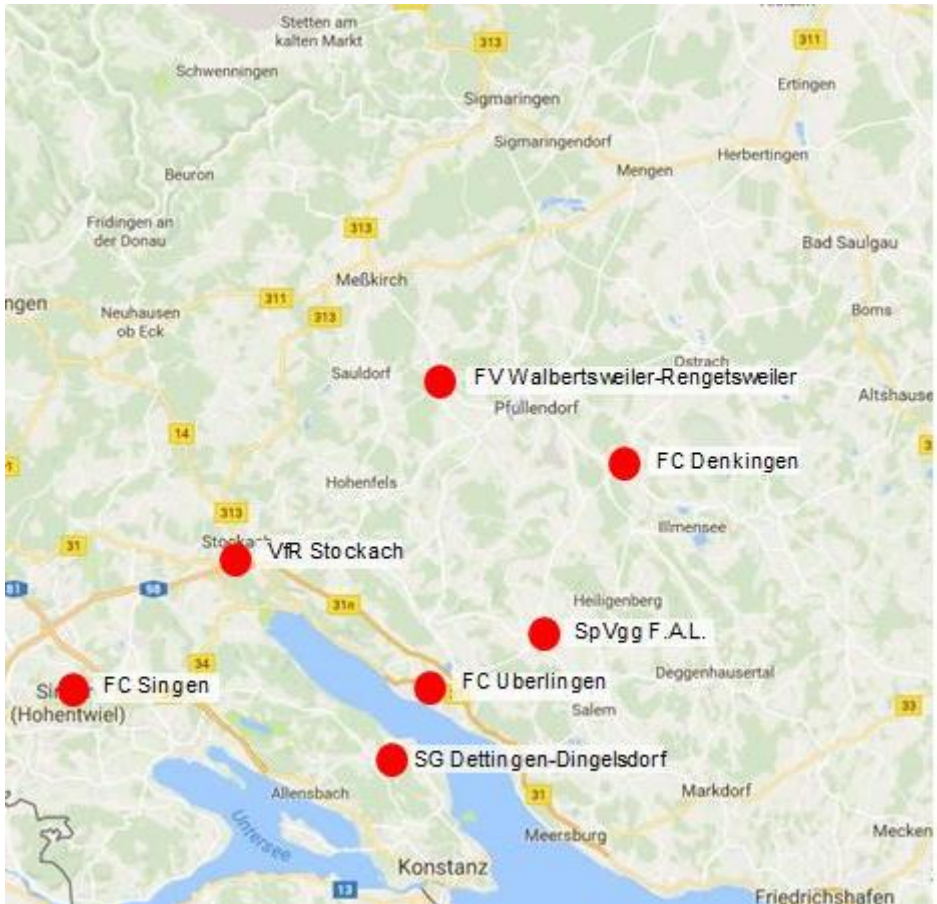 Stetten am
kalten Markt
313
311
Schwenningen
Ertingen
Sigmaringen
Sigmaringendorf
Herbertingen
Mengen
Beuron
Fridingen an
der Donau
313
Bad Saulgau
Meßkirch
311
ngen
Neuhausen
ob Eck
313
Boms
Ostrach
Sauldorf
FV Walbertsweiler-Rengetsweiler
Altshause
Pfullendorf
14
FC Denkingen
Hohenfels
313
Illmensee
31
Stockach
VfR Stockach
81
98
31n
Heiligenberg
SpVgg F.A.L.
34
Deggenhausertal
FC Singen
FC Uberlingen
(Hohentwiel)
Salem
33
SG Dettingen-Dingelsdorf
Allensbach
31
Markdorf
Untersee
Meersburg
Mecken
Konstanz
13
Friedrichshafen